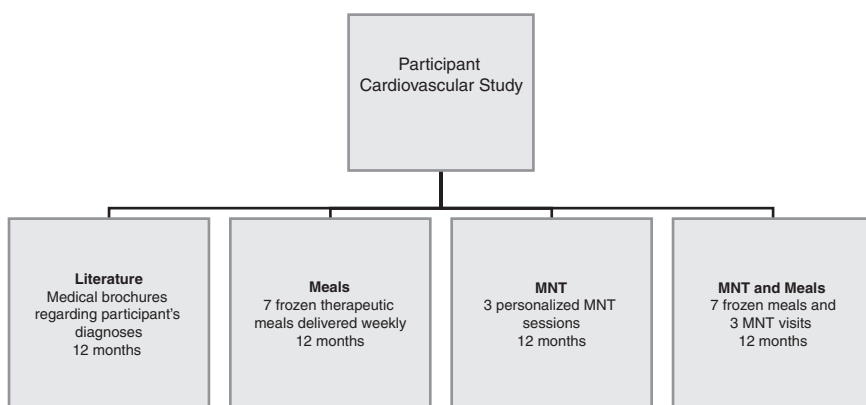 Participant
Cardiovascular Study
Literature
Medical brochures
regarding participant's
diagnoses
12 months
Meals
7 frozen therapeutic
meals delivered weekly
12 months
MNT
3 personalized MNT
sessions
12 months
MNT and Meals
7 frozen meals and
3 MNT visits
12 months